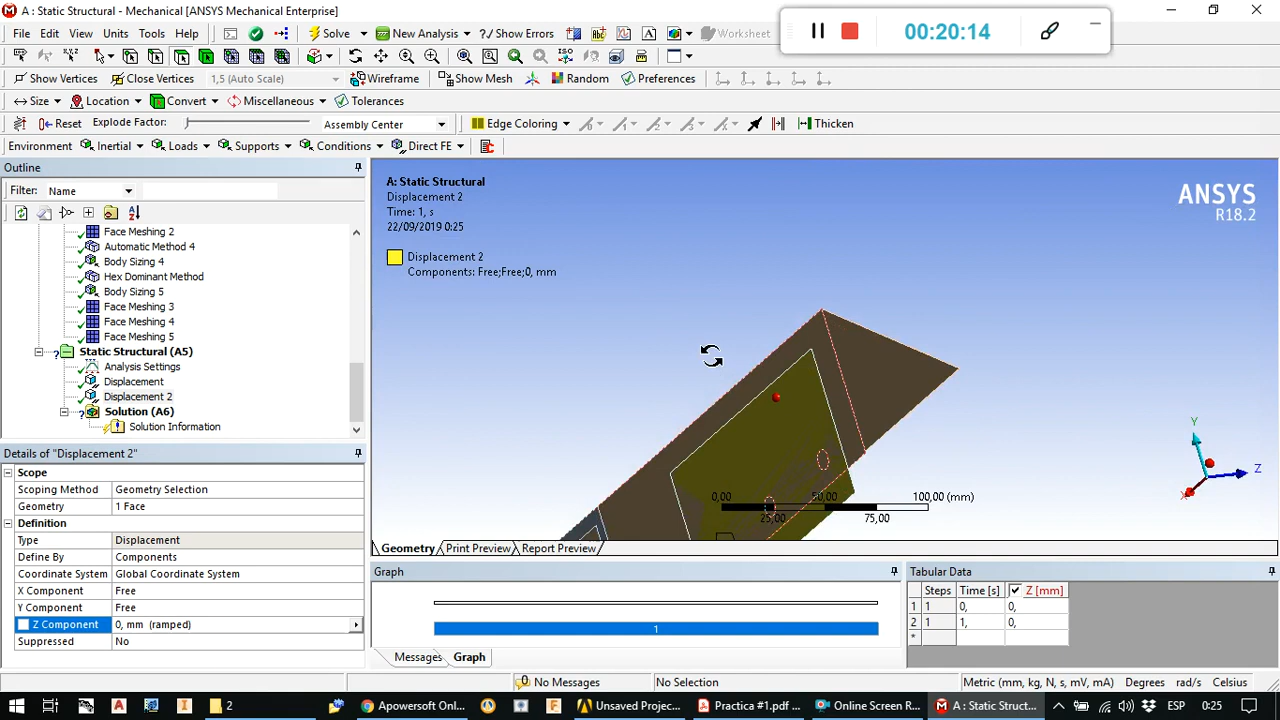 A : Static Structural - Mechanical [ANSYS Mechanical Enterprise]
00:20:14
File Edit View Units Tools Help Solve New Analysis ?/ Show Errors Worksheet
Show Vertices Close Vertices 1,5 (Auto Scale) Wireframe Show Mesh Random Preferences
Size Location Convert Miscellaneous Tolerances
Reset Explode Factor: Assembly Center Edge Coloring Thicken
Environment Inertial Loads Supports Conditions Direct FE
Outline
Filter: Name
Face Meshing 2
Automatic Method 4
Body Sizing 4
Hex Dominant Method
Body Sizing 5
Face Meshing 3
Face Meshing 4
Face Meshing 5
Static Structural (A5)
Analysis Settings
Displacement
Displacement 2
Solution (A6)
Solution Information
Details of "Displacement 2"
Scope
Scoping Method Geometry Selection
Geometry 1 Face
Definition
Type Displacement
Define By Components
Coordinate System Global Coordinate System
X Component Free
Y Component Free
Z Component 0, mm (ramped)
Suppressed No
A: Static Structural
Displacement 2
Time: 1, s
22/09/2019 0:25
Displacement 2
Components: Free;Free;0, mm
ANSYS
R18.2
Y
Z
X
0,00 50,00 100,00 (mm)
25,00 75,00
Geometry Print Preview Report Preview
Graph
1
Messages Graph
Tabular Data
Steps Time [s] Z [mm]
1 1 0, 0,
2 1 1, 0,
*
0 No Messages No Selection Metric (mm, kg, N, s, mV, mA) Degrees rad/s Celsius
2 Apowersoft Onl... Unsaved Projec... Practica #1.pdf ... Online Screen R... A : Static Struct... ESP 0:25